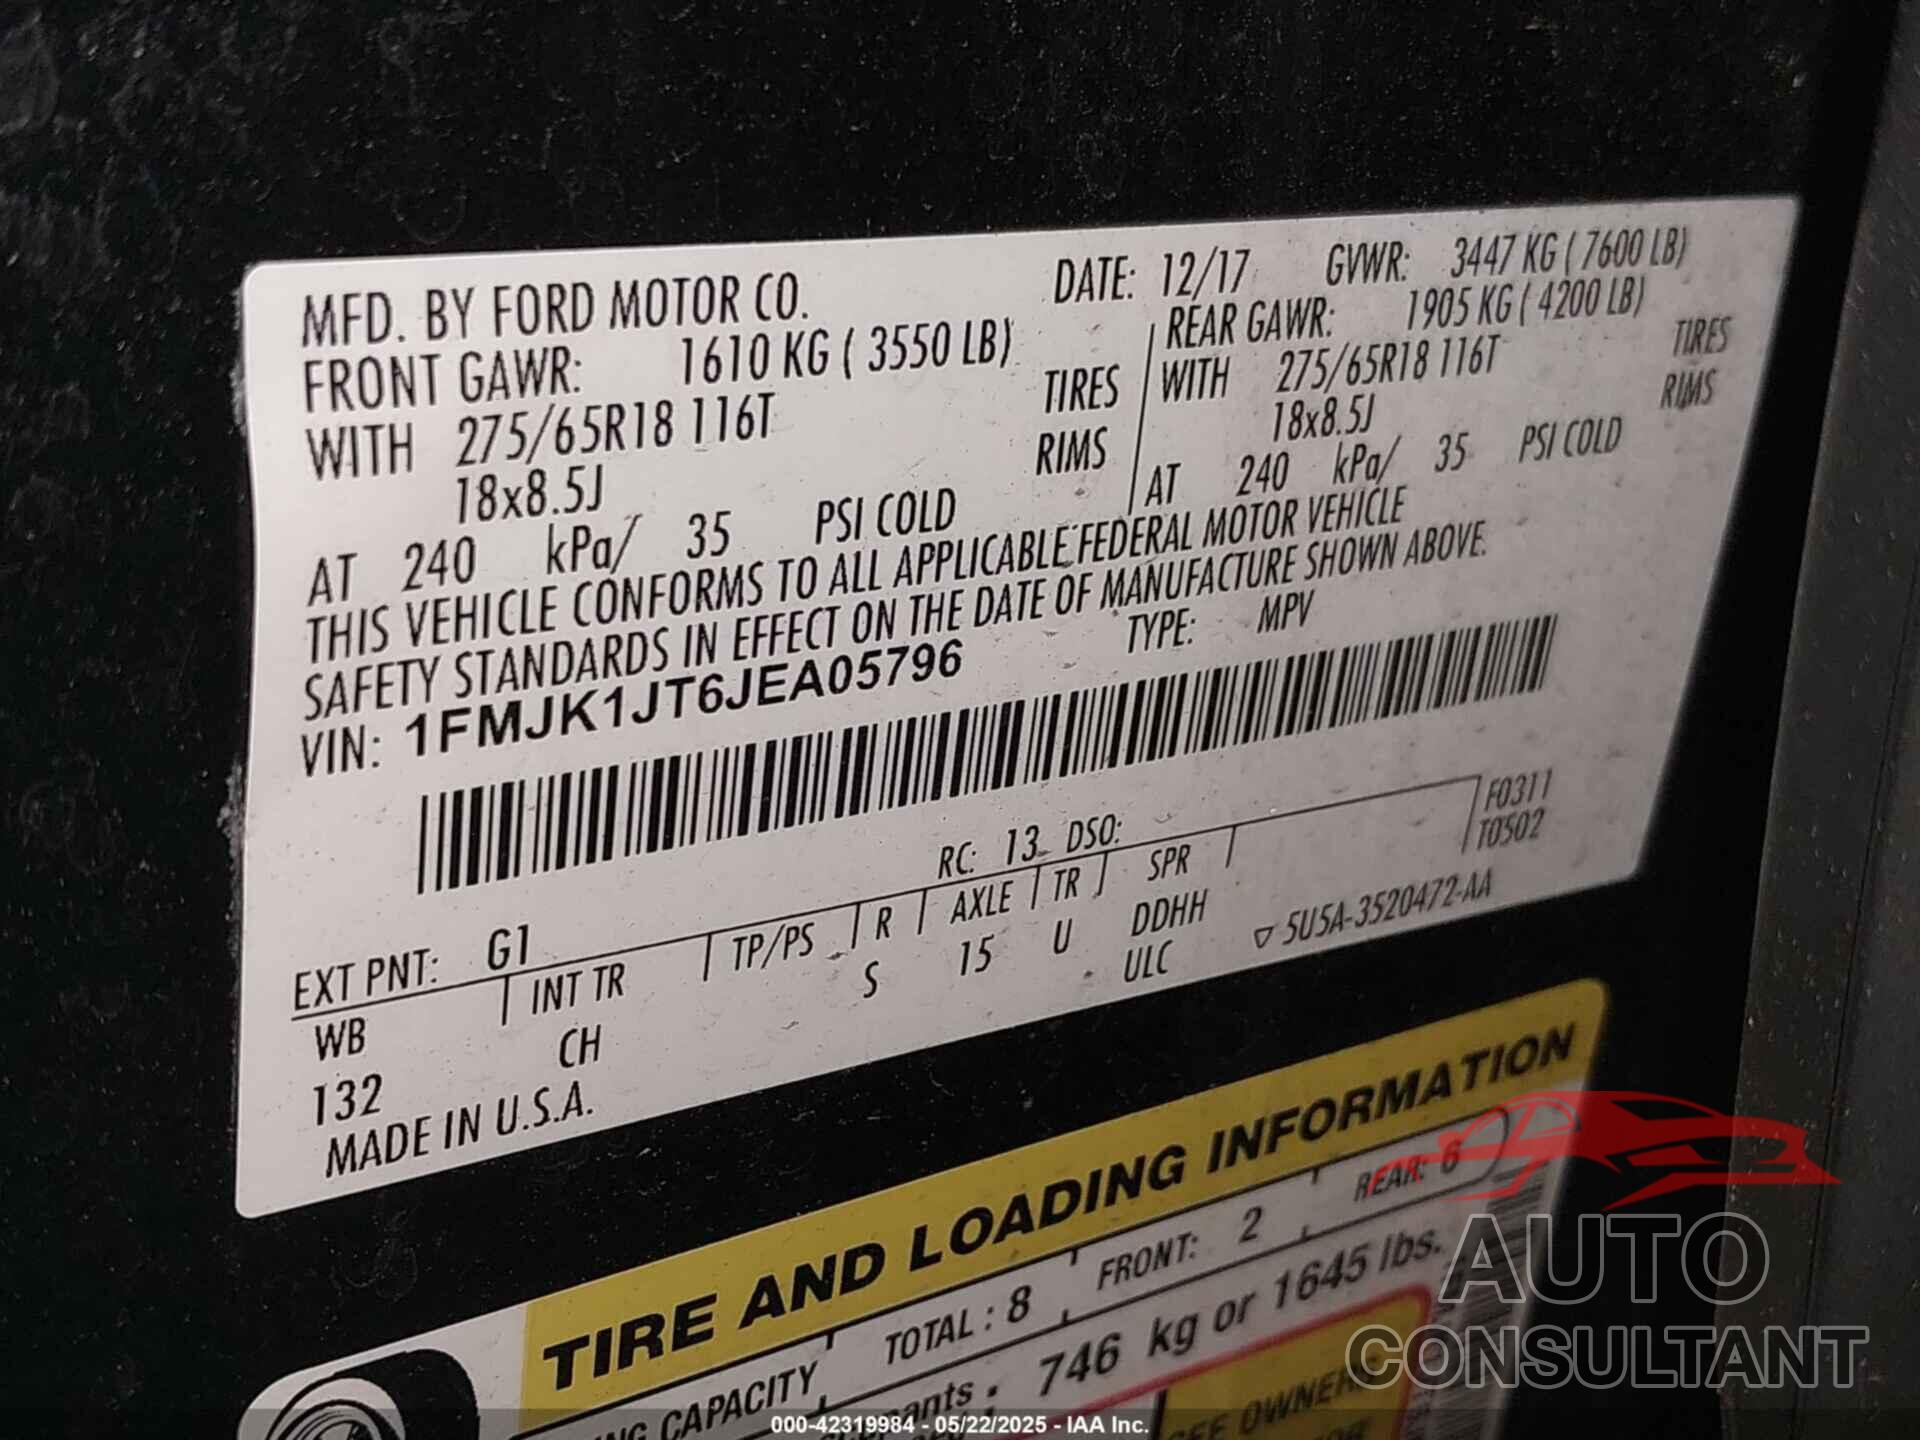 MFD. BY FORD MOTOR CO.
DATE: 12/17 GVWR: 3447 KG ( 7600 LB)
FRONT GAWR: 1610 KG ( 3550 LB)
WITH 275/65R18 116T TIRES
18x8.5J RIMS
AT 240 kPa/ 35 PSI COLD
REAR GAWR: 1905 KG ( 4200 LB)
WITH 275/65R18 116T TIRES
18x8.5J RIMS
AT 240 kPa/ 35 PSI COLD
THIS VEHICLE CONFORMS TO ALL APPLICABLE FEDERAL MOTOR VEHICLE
SAFETY STANDARDS IN EFFECT ON THE DATE OF MANUFACTURE SHOWN ABOVE.
VIN: 1FMJK1JT6JEA05796 TYPE: MPV
F0311
T0502
EXT PNT: G1 RC: 13 DSO:
WB INT TR TP/PS R AXLE TR SPR
132 CH S 15 U DDHH
ULC
MADE IN U.S.A.
5U5A-3520472-AA
TIRE AND LOADING INFORMATION
CAPACITY TOTAL : 8 FRONT: 2 REAR: 6
746 kg or 1645 lbs.
OWNERS
AUTO
CONSULTANT
000-42319984 - 05/22/2025 - IAA Inc.